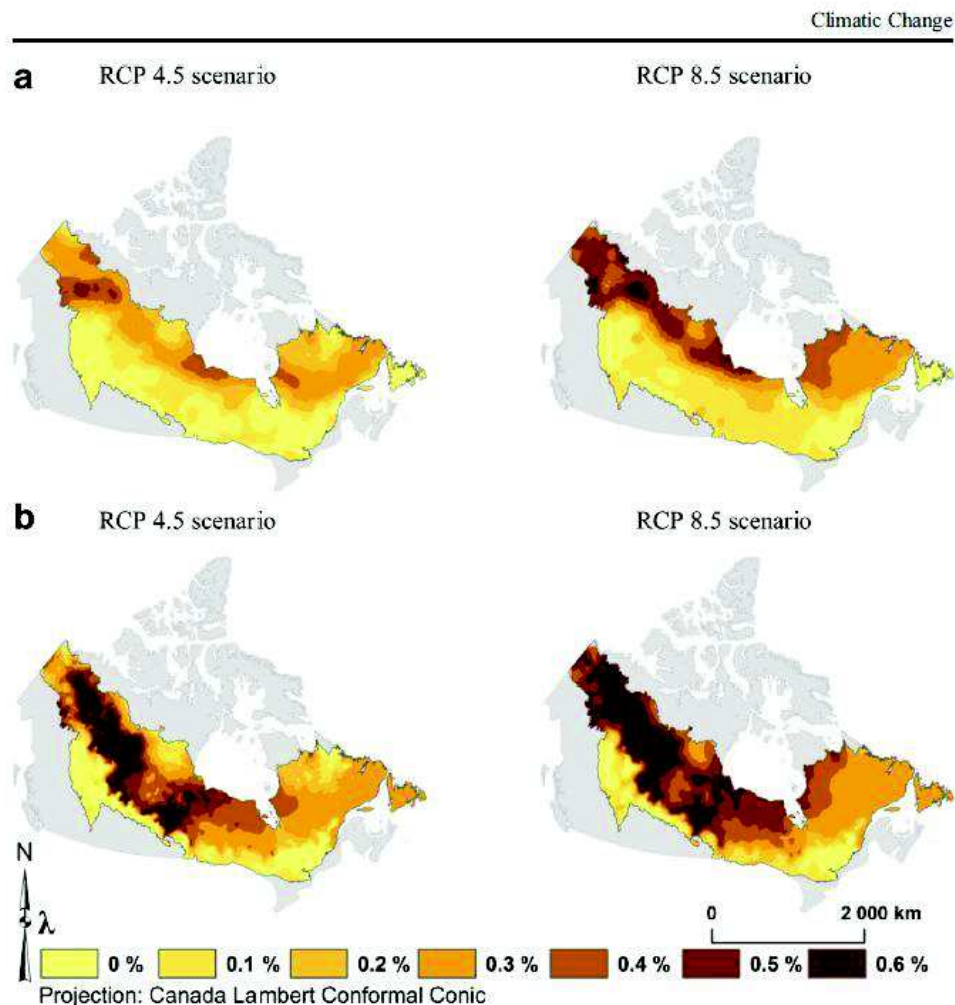 Climatic Change
a
RCP 4.5 scenario
RCP 8.5 scenario
b
RCP 4.5 scenario
RCP 8.5 scenario
N
0 2 000 km
λ
0 % 0.1 % 0.2 % 0.3 % 0.4 % 0.5 % 0.6 %
Projection: Canada Lambert Conformal Conic